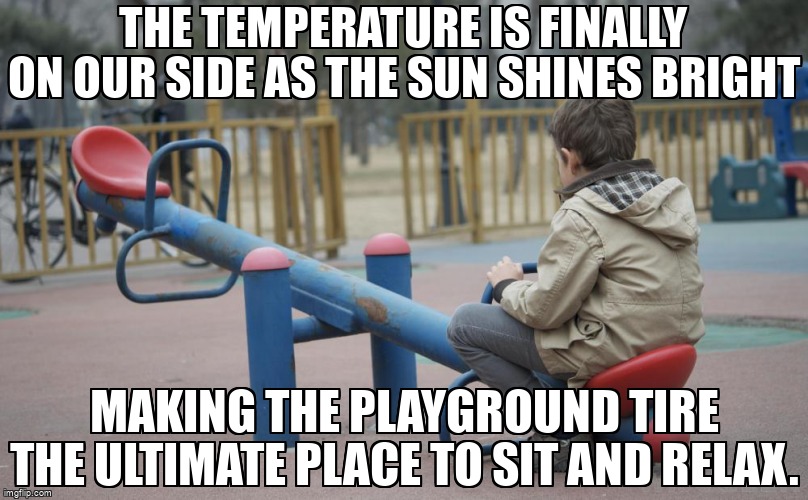 THE TEMPERATURE IS FINALLY
ON OUR SIDE AS THE SUN SHINES BRIGHT
MAKING THE PLAYGROUND TIRE
THE ULTIMATE PLACE TO SIT AND RELAX.
imgflip.com